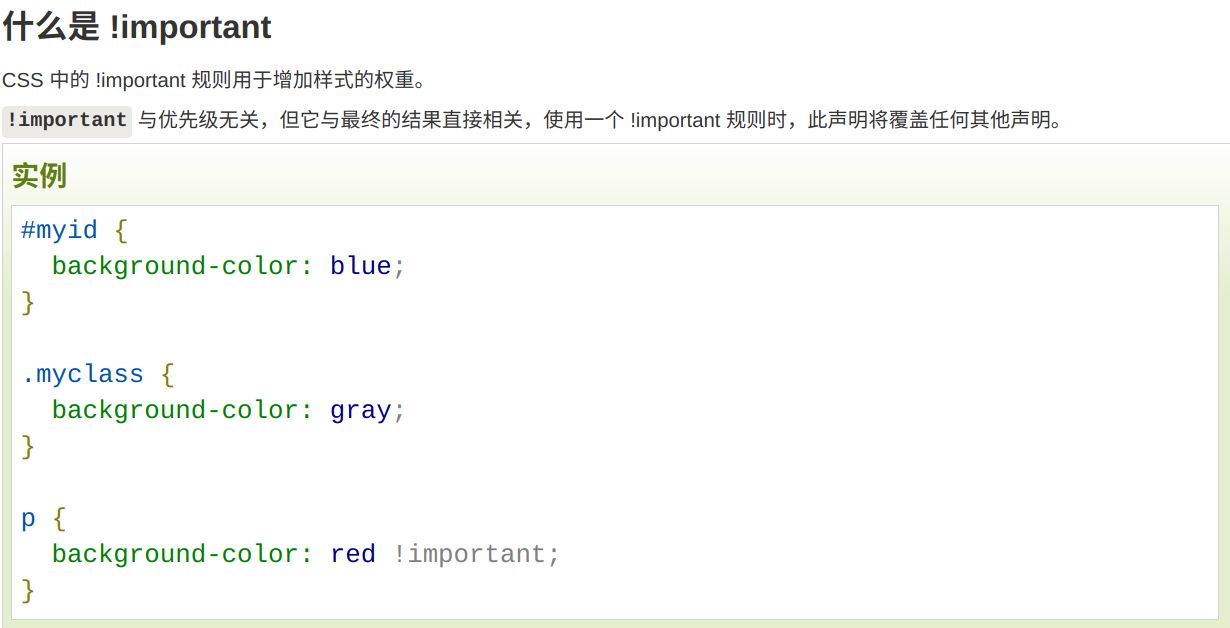 什么是 !important
CSS 中的 !important 规则用于增加样式的权重。
!important 与优先级无关，但它与最终的结果直接相关，使用一个 !important 规则时，此声明将覆盖任何其他声明。
实例
#myid {
  background-color: blue;
}
.myclass {
  background-color: gray;
}
p {
  background-color: red !important;
}